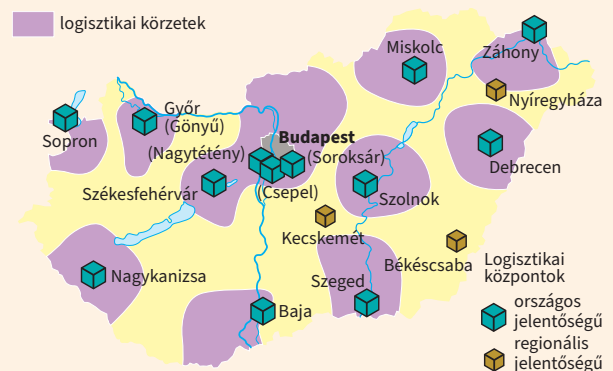 logisztikai körzetek
Miskolc
Záhony
Nyíregyháza
Győr
(Gönyű)
Sopron
Budapest
(Nagytétény)
(Soroksár)
(Csepel)
Debrecen
Székesfehérvár
Szolnok
Kecskemét
Békéscsaba
Nagykanizsa
Szeged
Baja
Logisztikai
központok
országos
jelentőségű
regionális
jelentőségű